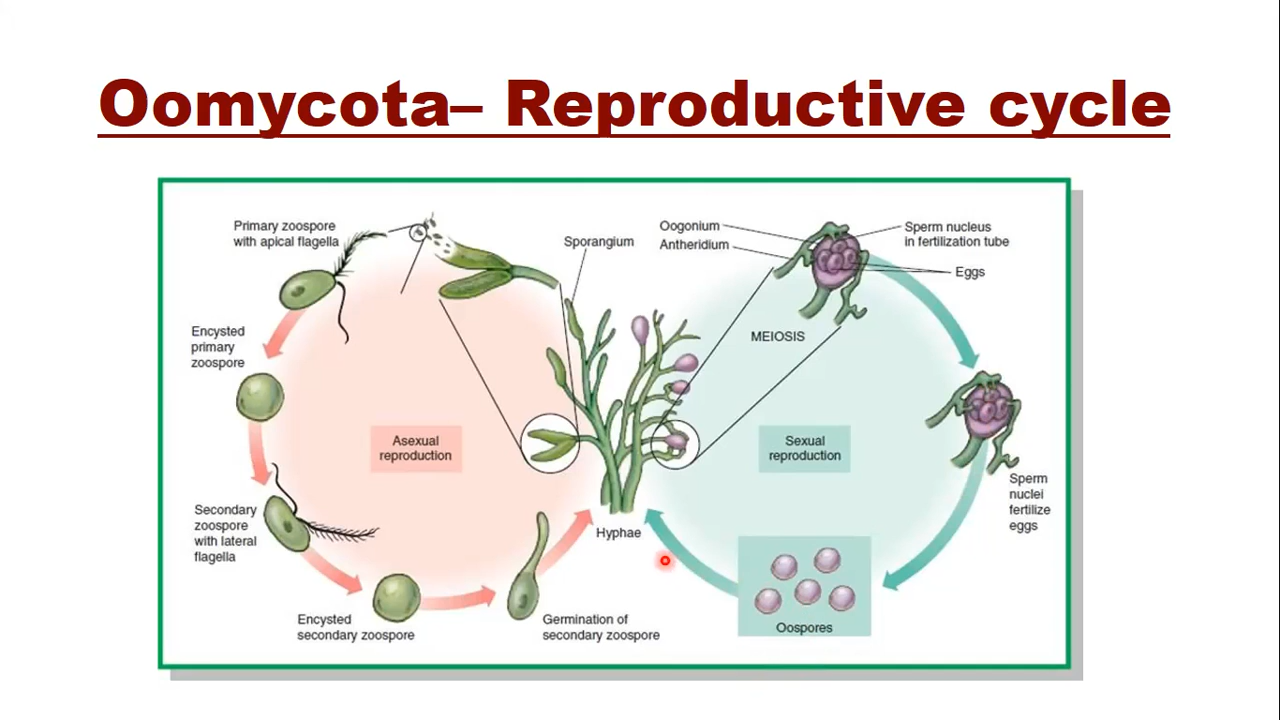 Oomycota– Reproductive cycle
Primary zoospore
with apical flagella
Sporangium
Oogonium
Antheridium
Sperm nucleus
in fertilization tube
Eggs
Encysted
primary
zoospore
MEIOSIS
Asexual
reproduction
Sexual
reproduction
Secondary
zoospore
with lateral
flagella
Sperm
nuclei
fertilize
eggs
Hyphae
Encysted
secondary zoospore
Germination of
secondary zoospore
Oospores